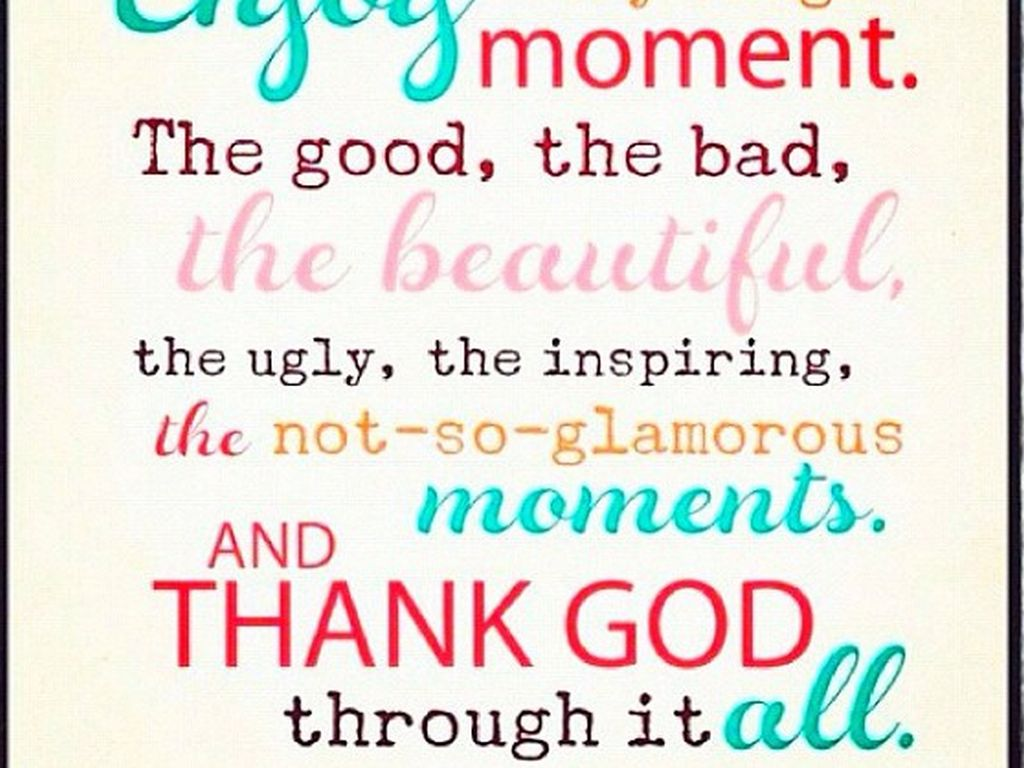 enjoy
moment.
The good, the bad,
the beautiful,
the ugly, the inspiring,
the not-so-glamorous
moments.
AND
THANK GOD
through it all.